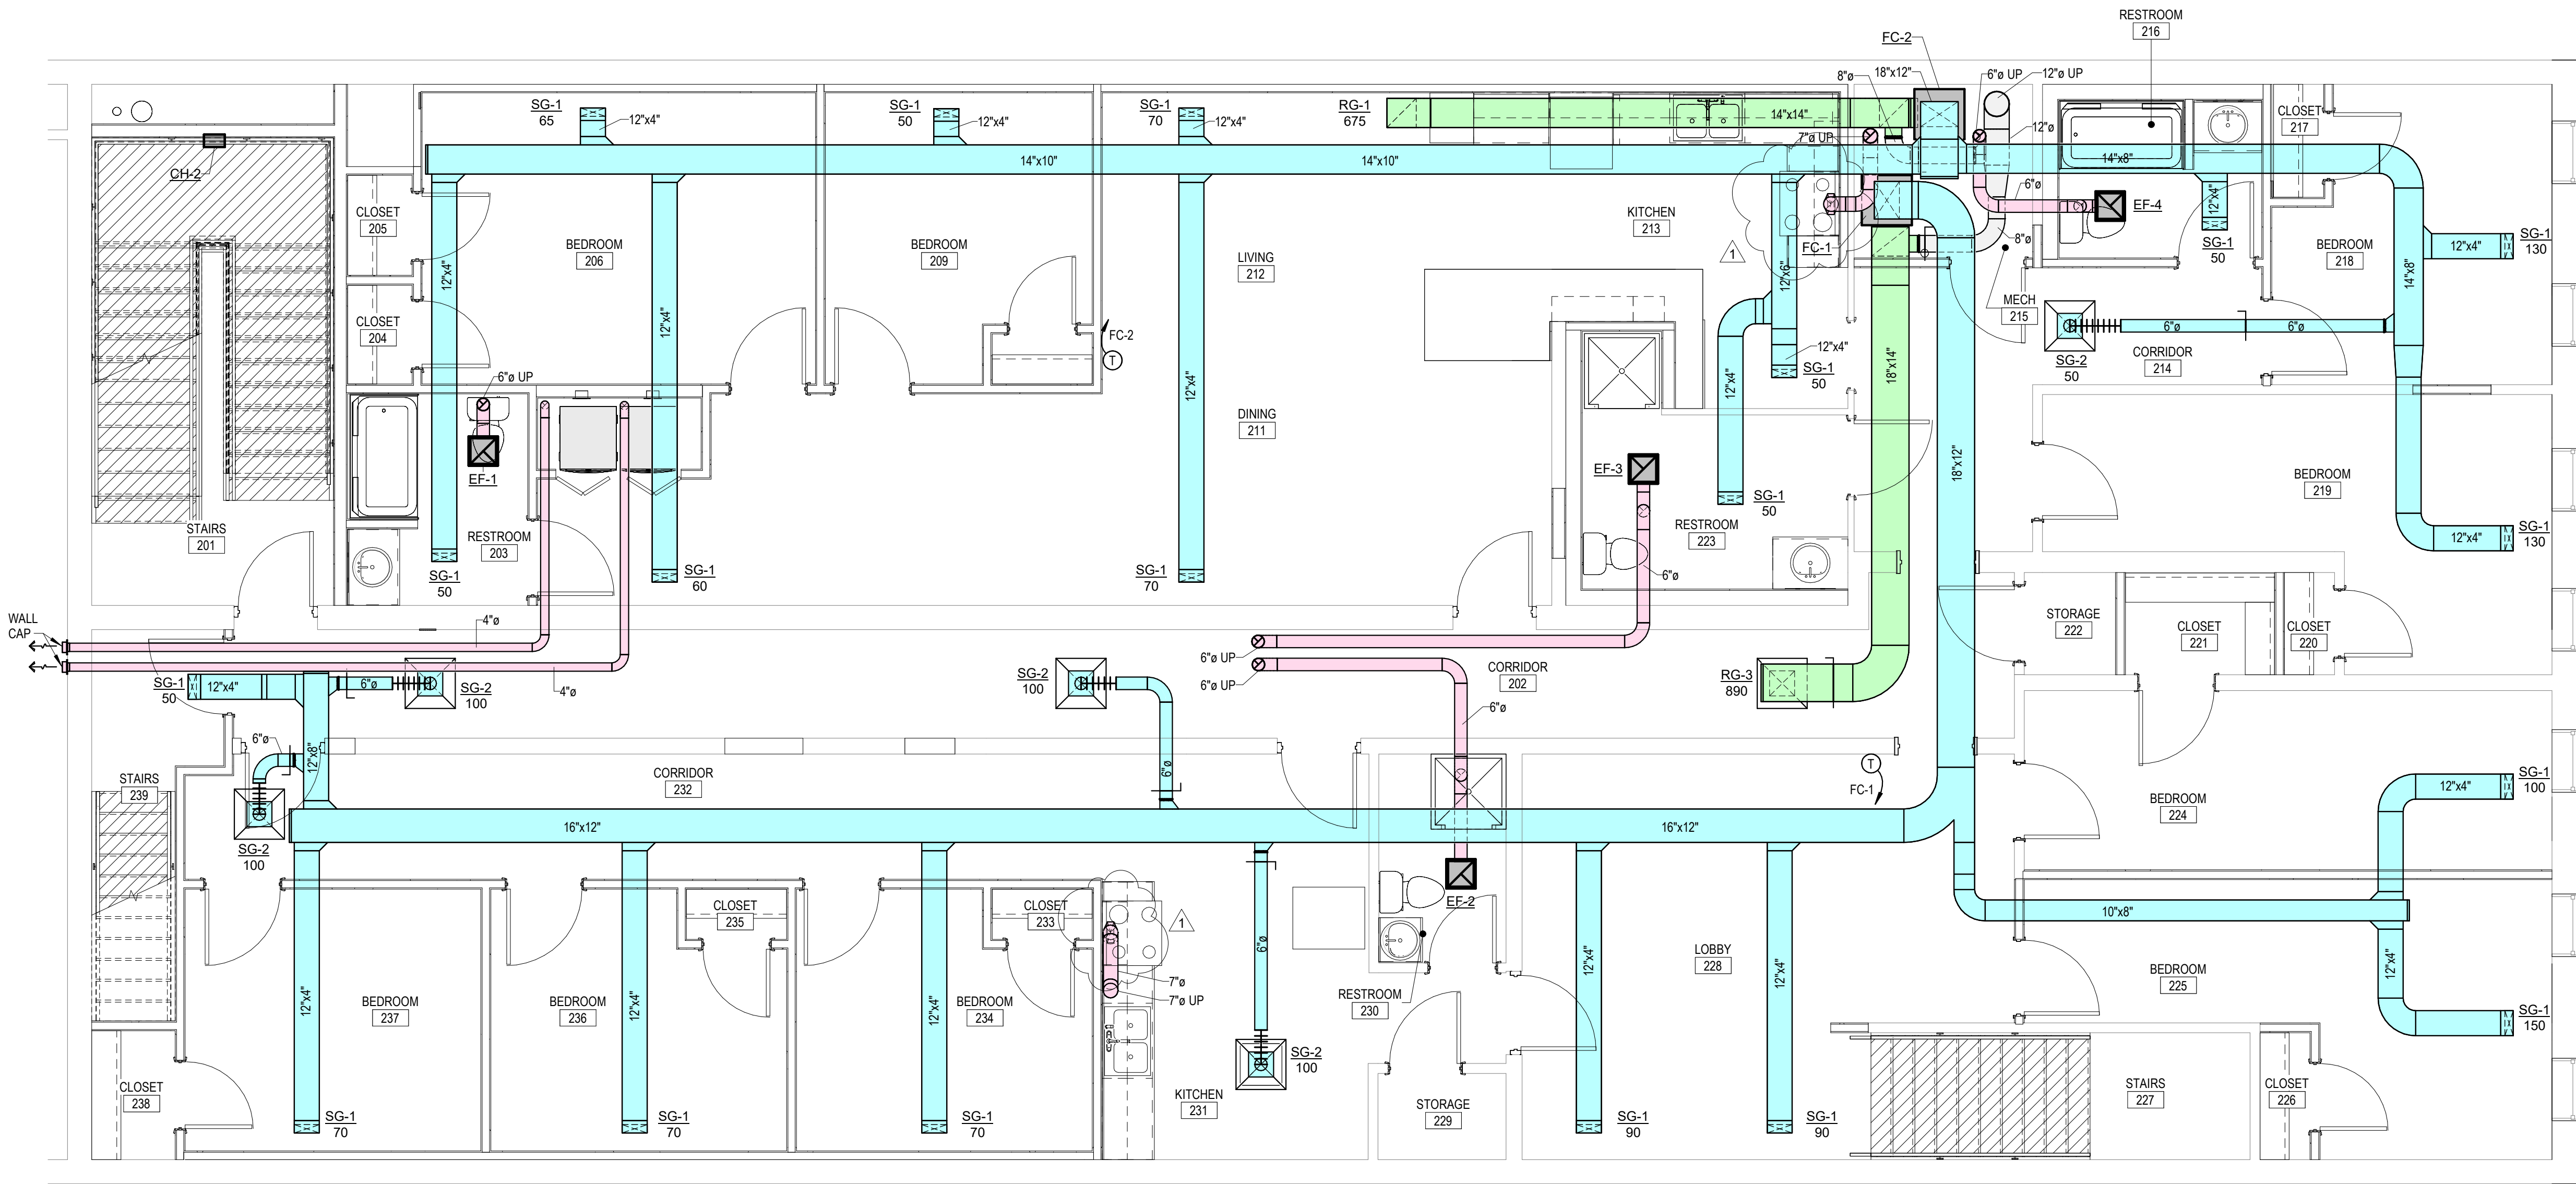 RESTROOM
216
FC-2
8"ø
18"x12"
6"ø UP
12"ø UP
SG-1
65
12"x4"
SG-1
50
12"x4"
SG-1
70
12"x4"
RG-1
675
14"x14"
7"ø UP
12"ø
CLOSET
217
CH-2
14"x10"
14"x10"
14"x8"
6"ø
EF-4
12"x4"
CLOSET
205
BEDROOM
206
BEDROOM
209
LIVING
212
KITCHEN
213
1
FC-1
8"ø
SG-1
50
BEDROOM
218
12"x4"
SG-1
130
12"x4"
12"x6"
14"x8"
MECH
215
CLOSET
204
12"x4"
FC-2
T
6"ø
6"ø
SG-2
50
CORRIDOR
214
12"x4"
SG-1
50
18"x14"
6"ø UP
12"x4"
12"x4"
DINING
211
EF-1
EF-3
18"x12"
BEDROOM
219
STAIRS
201
RESTROOM
203
SG-1
50
RESTROOM
223
12"x4"
SG-1
130
SG-1
50
SG-1
60
SG-1
70
6"ø
STORAGE
222
CLOSET
221
CLOSET
220
WALL
CAP
4"ø
6"ø UP
6"ø UP
4"ø
SG-1
50
12"x4"
6"ø
SG-2
100
SG-2
100
CORRIDOR
202
RG-3
890
6"ø
6"ø
12"x8"
6"ø
STAIRS
239
CORRIDOR
232
T
FC-1
BEDROOM
224
12"x4"
SG-1
100
16"x12"
16"x12"
SG-2
100
EF-2
CLOSET
235
CLOSET
233
1
10"x8"
6"ø
12"x4"
12"x4"
LOBBY
228
12"x4"
BEDROOM
225
7"ø
7"ø UP
RESTROOM
230
BEDROOM
237
BEDROOM
236
BEDROOM
234
12"x4"
12"x4"
12"x4"
SG-1
150
SG-2
100
CLOSET
238
KITCHEN
231
STORAGE
229
STAIRS
227
CLOSET
226
SG-1
70
SG-1
70
SG-1
70
SG-1
90
SG-1
90